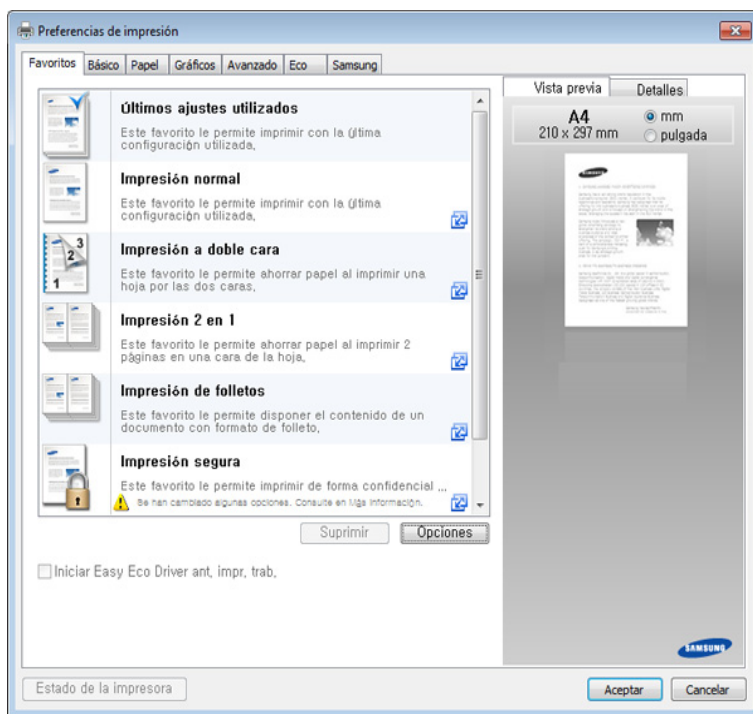 Preferencias de impresión
Favoritos Básico Papel Gráficos Avanzado Eco Samsung
Últimos ajustes utilizados
Este favorito le permite imprimir con la última
configuración utilizada,
Impresión normal
Este favorito le permite imprimir con la última
configuración utilizada,
Impresión a doble cara
Este favorito le permite ahorrar papel al imprimir una
hoja por las dos caras,
1 2 3
Impresión 2 en 1
Este favorito le permite ahorrar papel al imprimir 2
páginas en una cara de la hoja,
Impresión de folletos
Este favorito le permite disponer el contenido de un
documento con formato de folleto,
Impresión segura
Este favorito le permite imprimir de forma confidencial ...
Se han cambiado algunas opciones. Consulte en Más información.
Suprimir Opciones
Iniciar Easy Eco Driver ant, impr, trab,
Vista previa Detalles
A4
210 x 297 mm
mm
pulgada
SAMSUNG
SAMSUNG
Estado de la impresora
Aceptar Cancelar